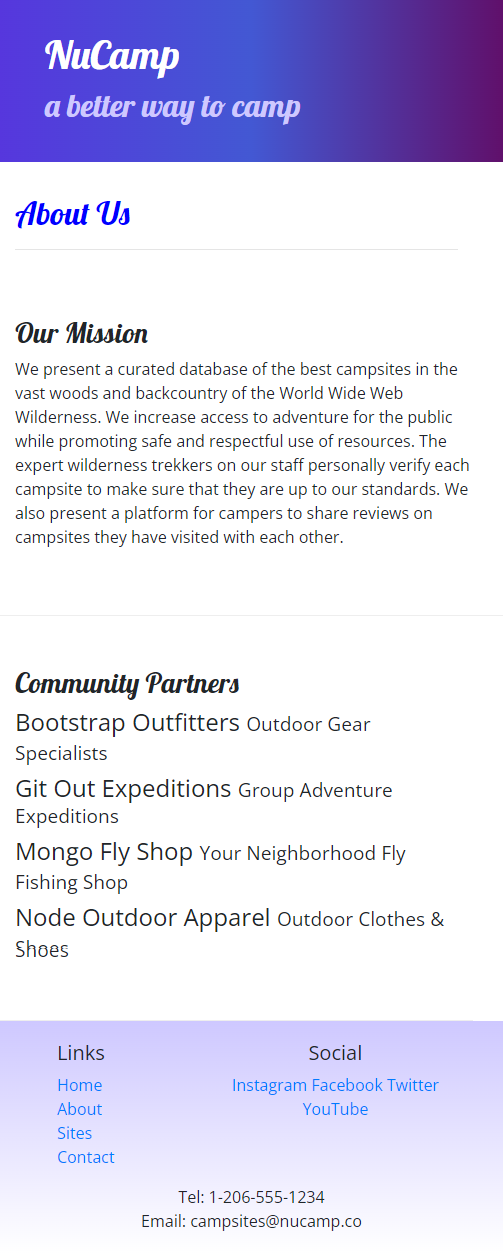 NuCamp
a better way to camp
About Us
Our Mission
We present a curated database of the best campsites in the
vast woods and backcountry of the World Wide Web
Wilderness. We increase access to adventure for the public
while promoting safe and respectful use of resources. The
expert wilderness trekkers on our staff personally verify each
campsite to make sure that they are up to our standards. We
also present a platform for campers to share reviews on
campsites they have visited with each other.
Community Partners
Bootstrap Outfitters Outdoor Gear
Specialists
Git Out Expeditions Group Adventure
Expeditions
Mongo Fly Shop Your Neighborhood Fly
Fishing Shop
Node Outdoor Apparel Outdoor Clothes &
Shoes
Links
Home
About
Sites
Contact
Social
Instagram Facebook Twitter
YouTube
Tel: 1-206-555-1234
Email: campsites@nucamp.co